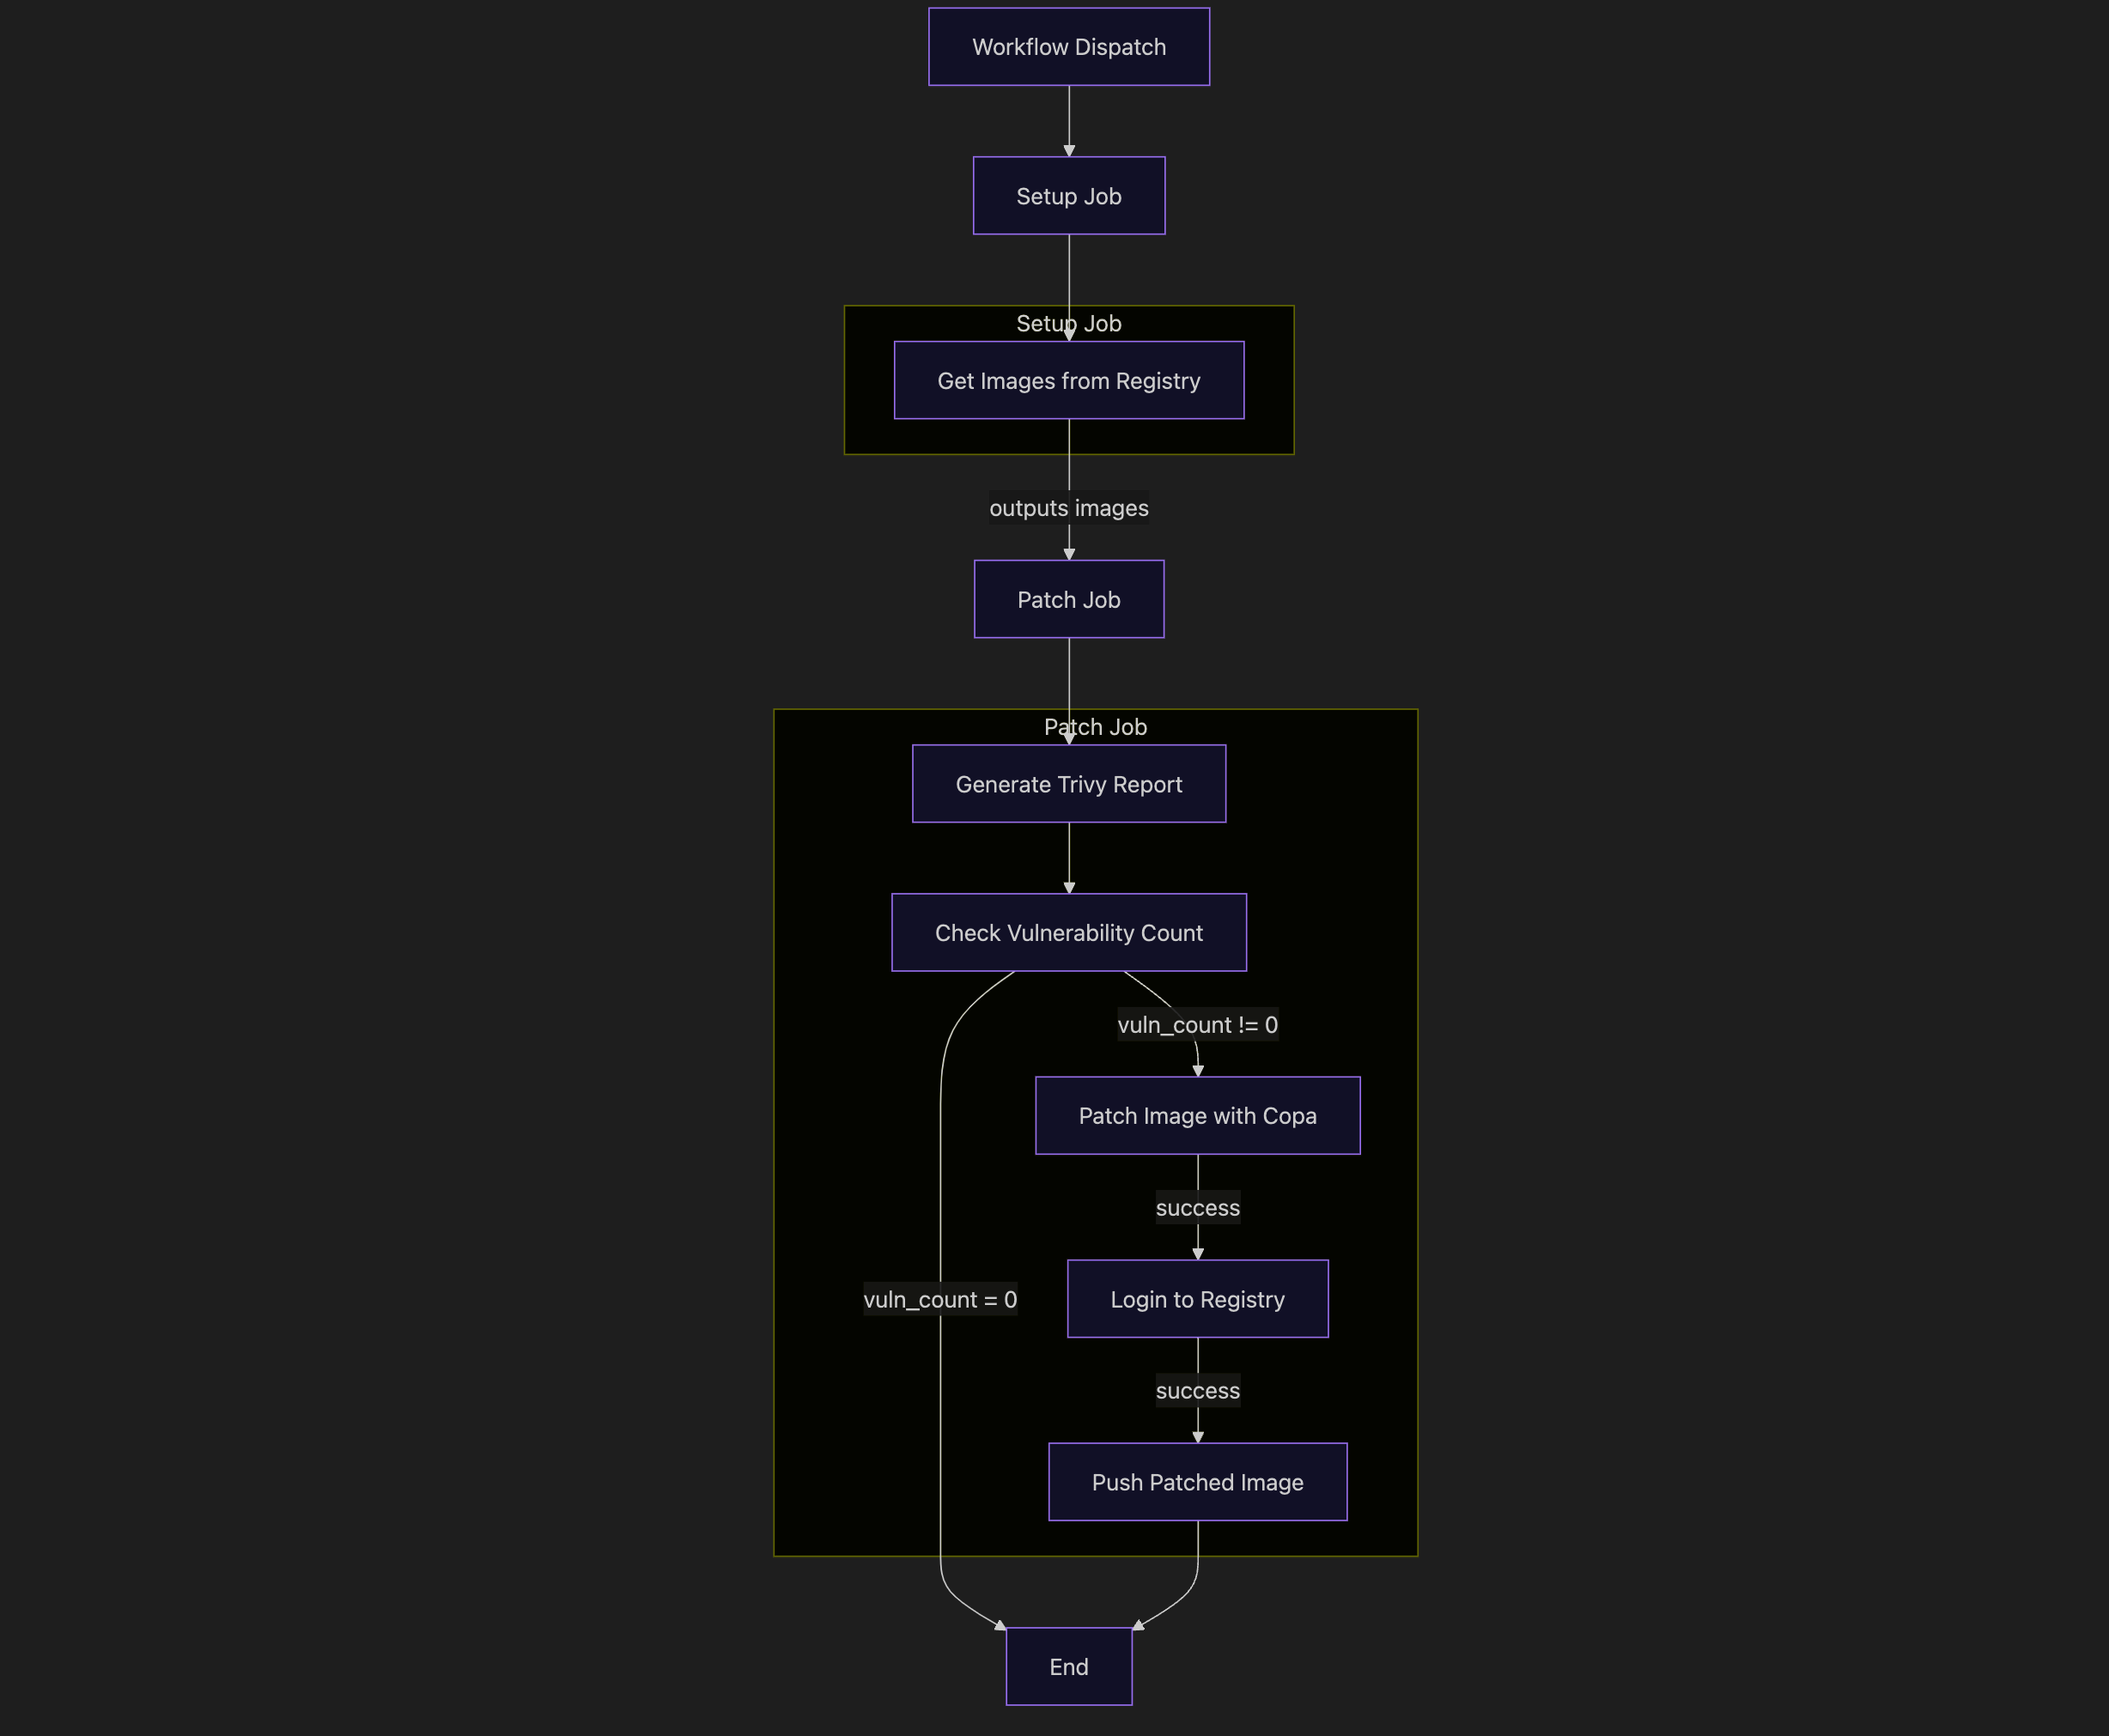 Workflow Dispatch
Setup Job
Setup Job
Get Images from Registry
outputs images
Patch Job
Patch Job
Generate Trivy Report
Check Vulnerability Count
vuln_count != 0
Patch Image with Copa
success
vuln_count = 0
Login to Registry
success
Push Patched Image
End